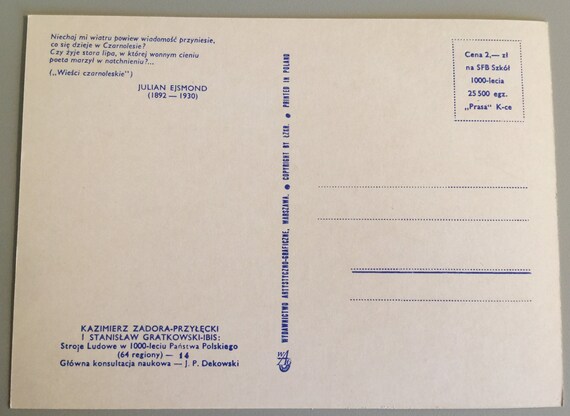 Niechaj mi wiatru powiew wiadomość przyniesie,
co się dzieje w Czarnolesie?
Czy żyje stara lipa, w której wonnym cieniu
poeta marzył w natchnieniu?...
(„Wieści czarnoleskie")
JULIAN EJSMOND
(1892 — 1930)
KAZIMIERZ ZADORA-PRZYŁĘCKI
I STANISŁAW GRATKOWSKI-IBIS:
Stroje Ludowe w 1000-leciu Państwa Polskiego
(64 regiony) — 14
Główna konsultacja naukowa — J. P. Dekowski
WYDAWNICTWO ARTYSTYCZNO-GRAFICZNE, WARSZAWA. ● COPYRIGHT BY ŁZGR. ● PRINTED IN POLAND
Cena 2,— zł
na SFB Szkół
1000-lecia
25 500 egz.
„Prasa" K-ce